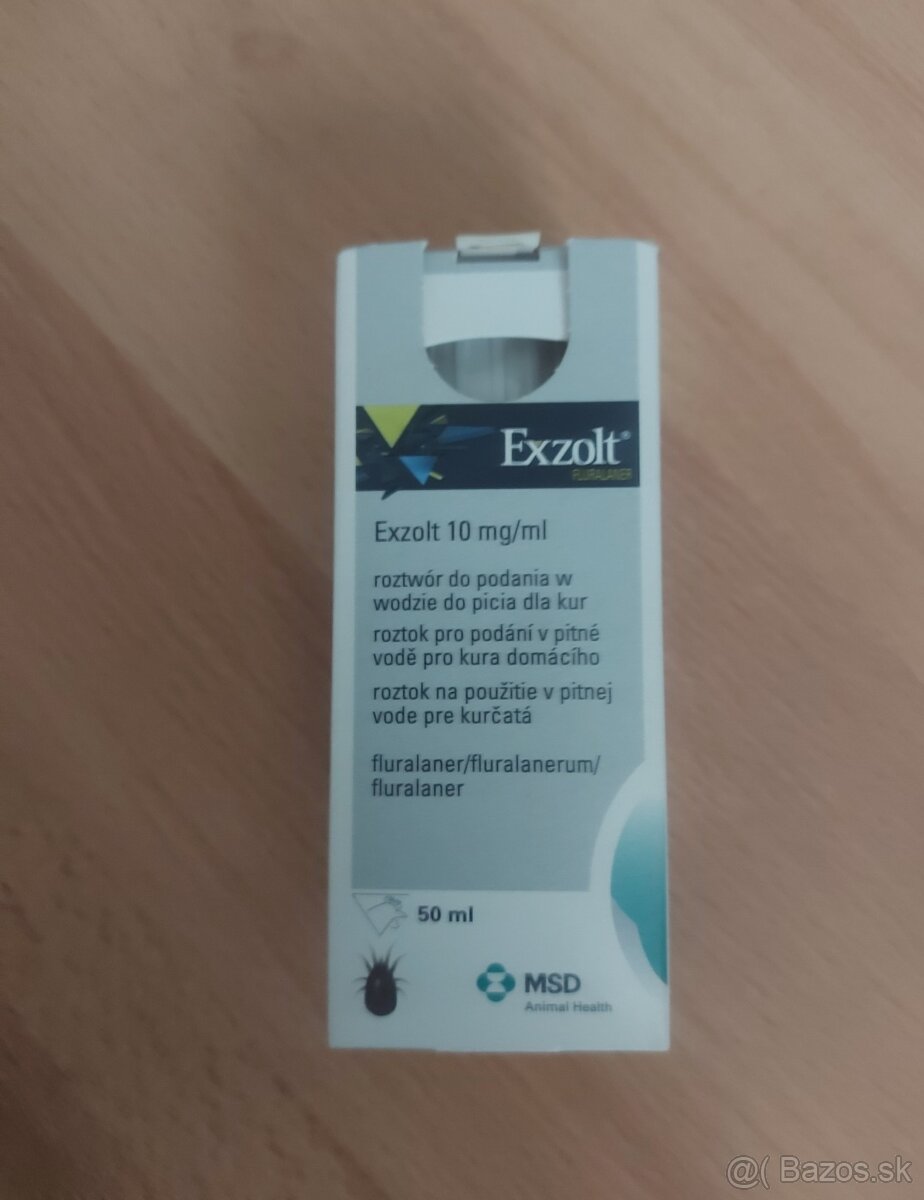 Exzolt®
FLURALANER
Exzolt 10 mg/ml
roztwór do podania w
wodzie do picia dla kur
roztok pro podání v pitné
vodě pro kura domácího
roztok na použitie v pitnej
vode pre kurčatá
fluralaner/fluralanerum/
fluralaner
50 ml
MSD
Animal Health
@( Bazos.sk